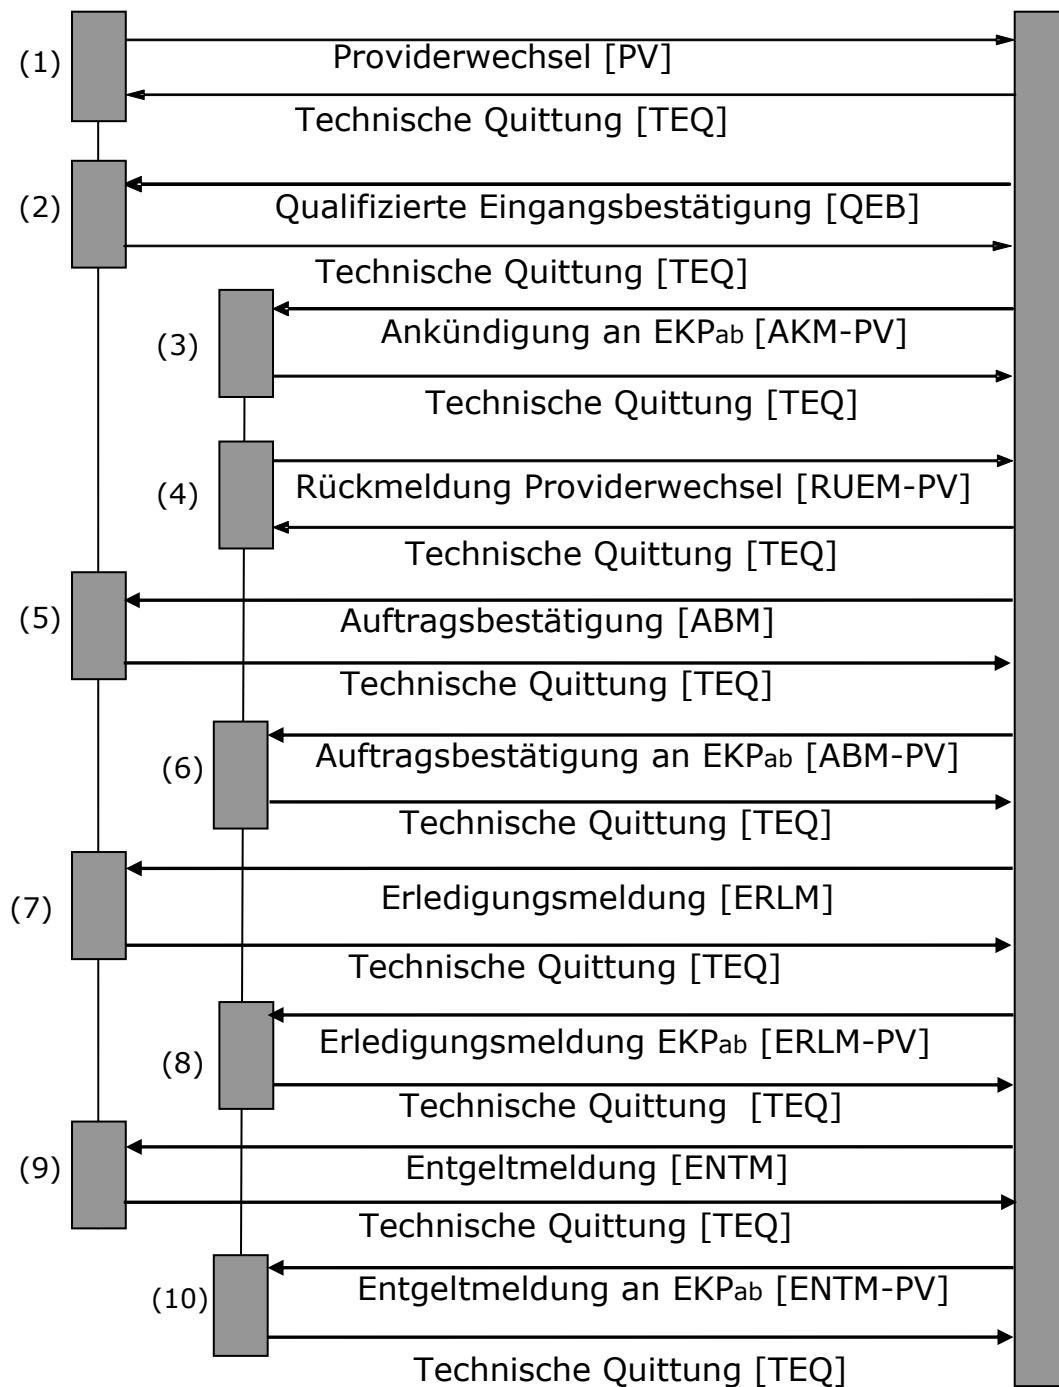 (1)
Providerwechsel [PV]
Technische Quittung [TEQ]
(2)
Qualifizierte Eingangsbestätigung [QEB]
Technische Quittung [TEQ]
(3)
Ankündigung an EKPab [AKM-PV]
Technische Quittung [TEQ]
(4)
Rückmeldung Providerwechsel [RUEM-PV]
Technische Quittung [TEQ]
(5)
Auftragsbestätigung [ABM]
Technische Quittung [TEQ]
(6)
Auftragsbestätigung an EKPab [ABM-PV]
Technische Quittung [TEQ]
(7)
Erledigungsmeldung [ERLM]
Technische Quittung [TEQ]
(8)
Erledigungsmeldung EKPab [ERLM-PV]
Technische Quittung [TEQ]
(9)
Entgeltmeldung [ENTM]
Technische Quittung [TEQ]
(10)
Entgeltmeldung an EKPab [ENTM-PV]
Technische Quittung [TEQ]